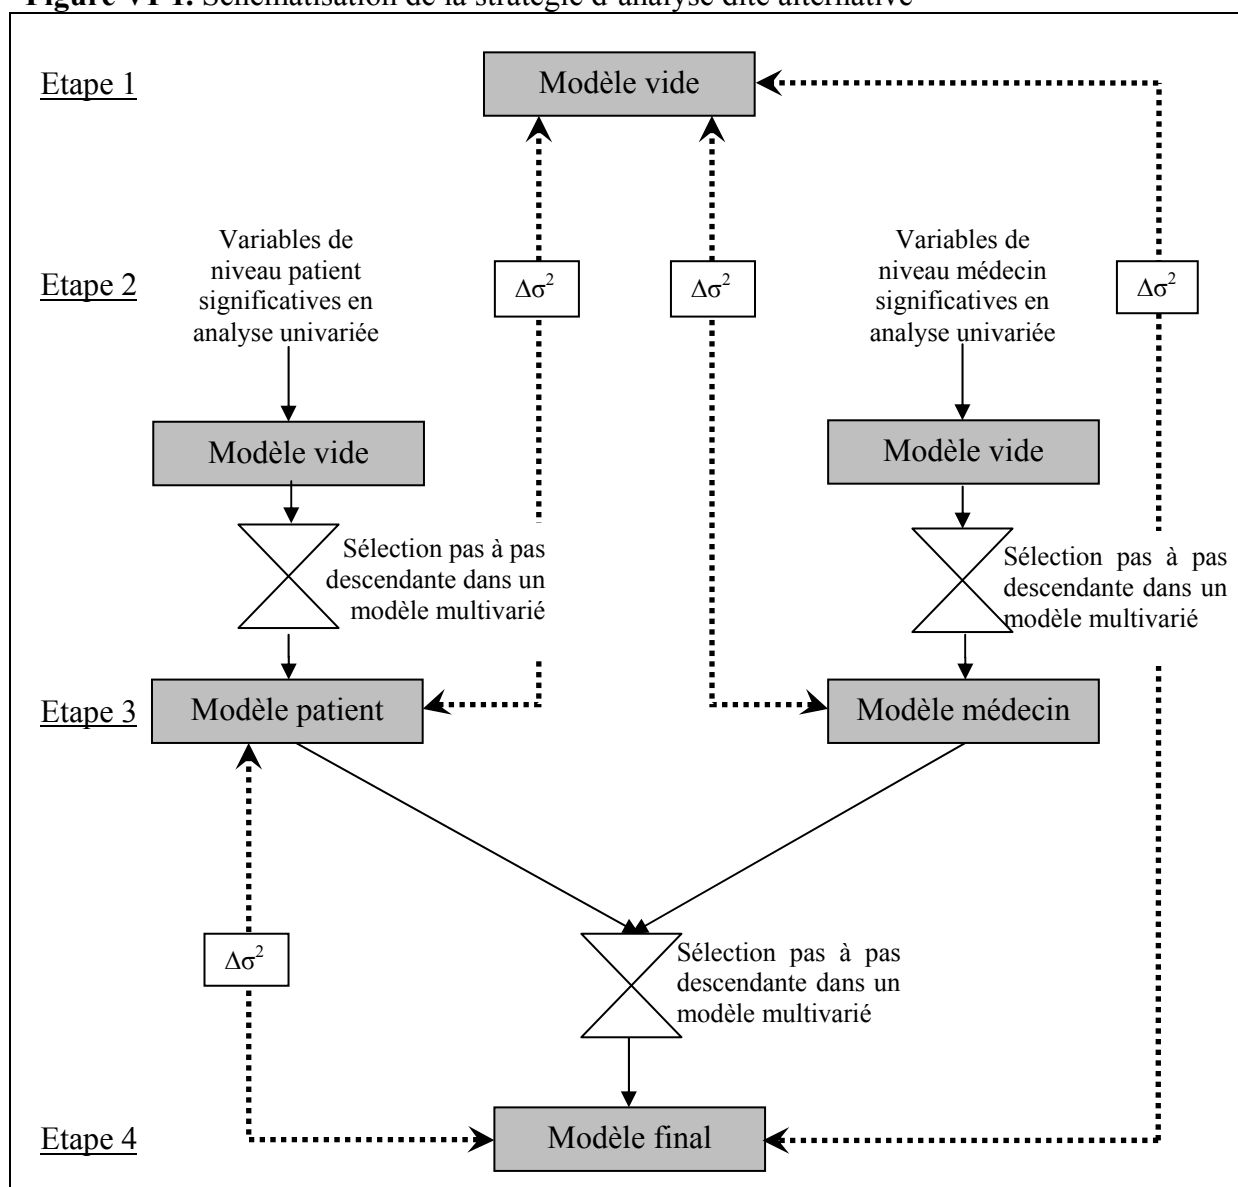 Figure VI 1. Schématisation de la stratégie d'analyse dite alternative
Etape 1
Modèle vide
Etape 2
Variables de
niveau patient
significatives en
analyse univariée
Δσ²
Δσ²
Variables de
niveau médecin
significatives en
analyse univariée
Δσ²
Modèle vide
Modèle vide
Sélection pas à pas
descendante dans un
modèle multivarié
Sélection pas à pas
descendante dans un
modèle multivarié
Etape 3
Modèle patient
Modèle médecin
Δσ²
Sélection pas à pas
descendante dans un
modèle multivarié
Etape 4
Modèle final